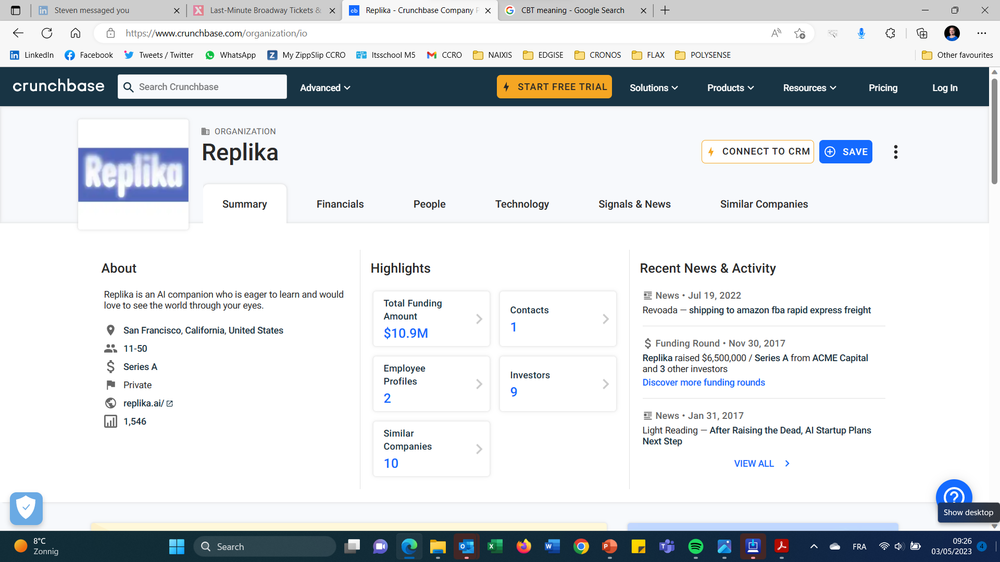 Steven messaged you
Last-Minute Broadway Tickets &
cb Replika - Crunchbase Company P
CBT meaning - Google Search
https://www.crunchbase.com/organization/io
LinkedIn
Facebook
Tweets / Twitter
WhatsApp
My ZippSlip CCRO
Itsschool M5
CCRO
NAIXIS
EDGISE
CRONOS
FLAX
POLYSENSE
Other favourites
crunchbase
Search Crunchbase
Advanced
START FREE TRIAL
Solutions
Products
Resources
Pricing
Log In
Replika
ORGANIZATION
Replika
CONNECT TO CRM
SAVE
Summary
Financials
People
Technology
Signals & News
Similar Companies
About
Replika is an AI companion who is eager to learn and would
love to see the world through your eyes.
San Francisco, California, United States
11-50
Series A
Private
replika.ai/
1,546
Highlights
Total Funding
Amount
$10.9M
Contacts
1
Employee
Profiles
2
Investors
9
Similar
Companies
10
Recent News & Activity
News • Jul 19, 2022
Revoada — shipping to amazon fba rapid express freight
Funding Round • Nov 30, 2017
Replika raised $6,500,000 / Series A from ACME Capital
and 3 other investors
Discover more funding rounds
News • Jan 31, 2017
Light Reading — After Raising the Dead, AI Startup Plans
Next Step
VIEW ALL
Show desktop
8°C
Zonnig
Search
FRA
09:26
03/05/2023
4